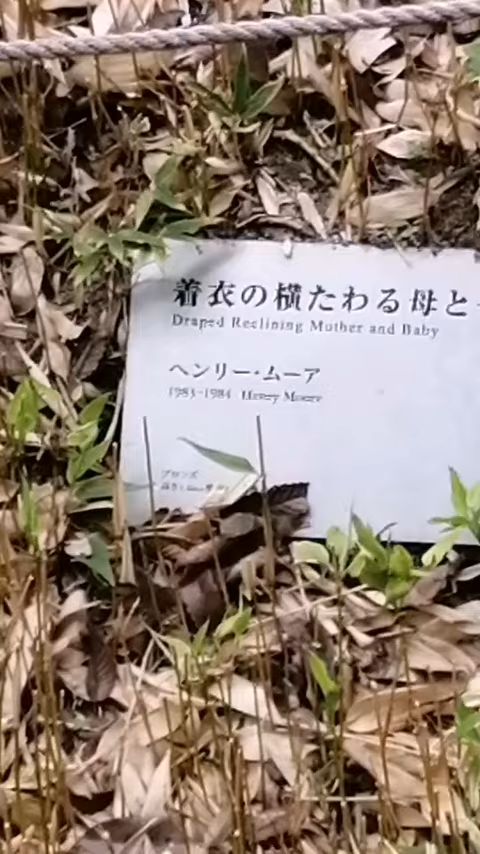 着衣の横たわる母と
Draped Reclining Mother and Baby
ヘンリー・ムーア
1983-1984 Henry Moore
ブロンズ